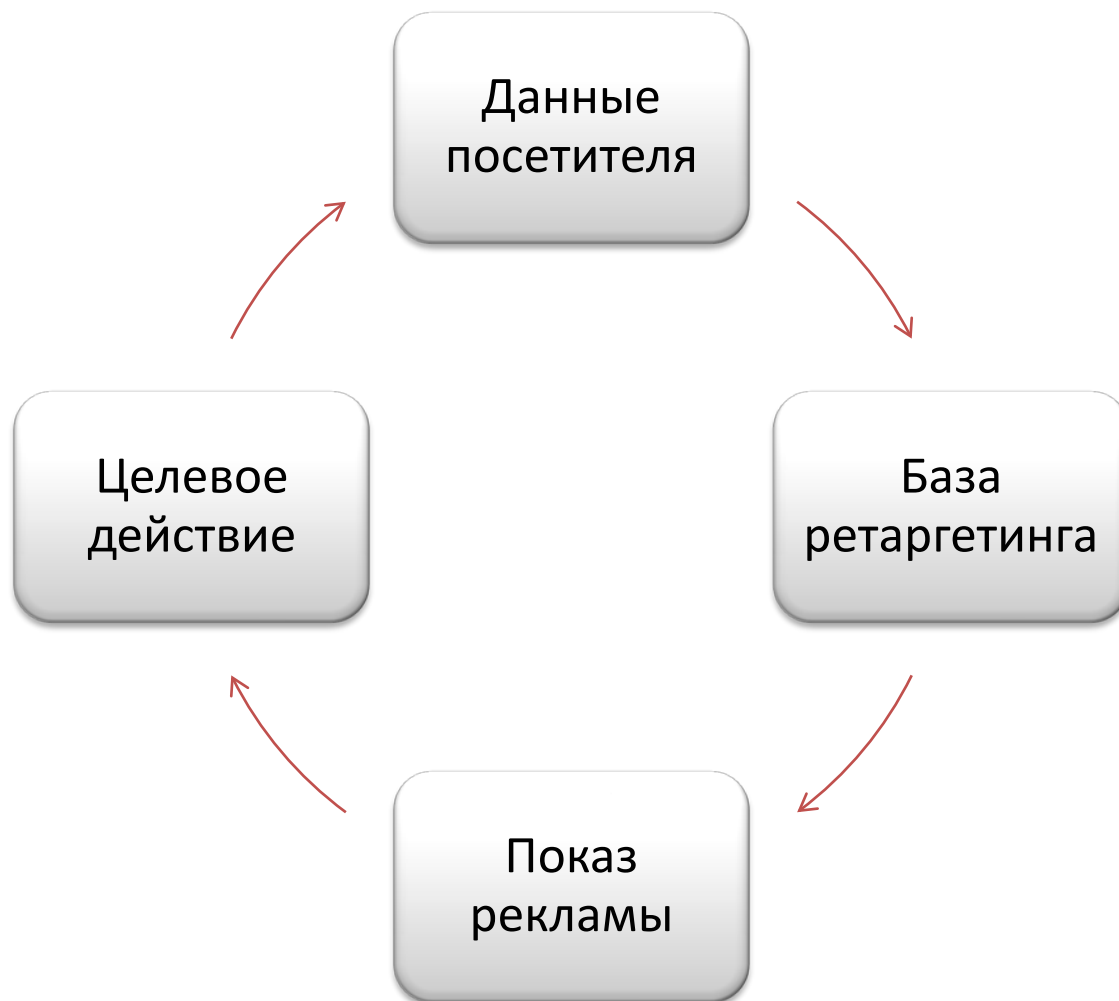 Данные
посетителя
Целевое
действие
База
ретаргетинга
Показ
рекламы